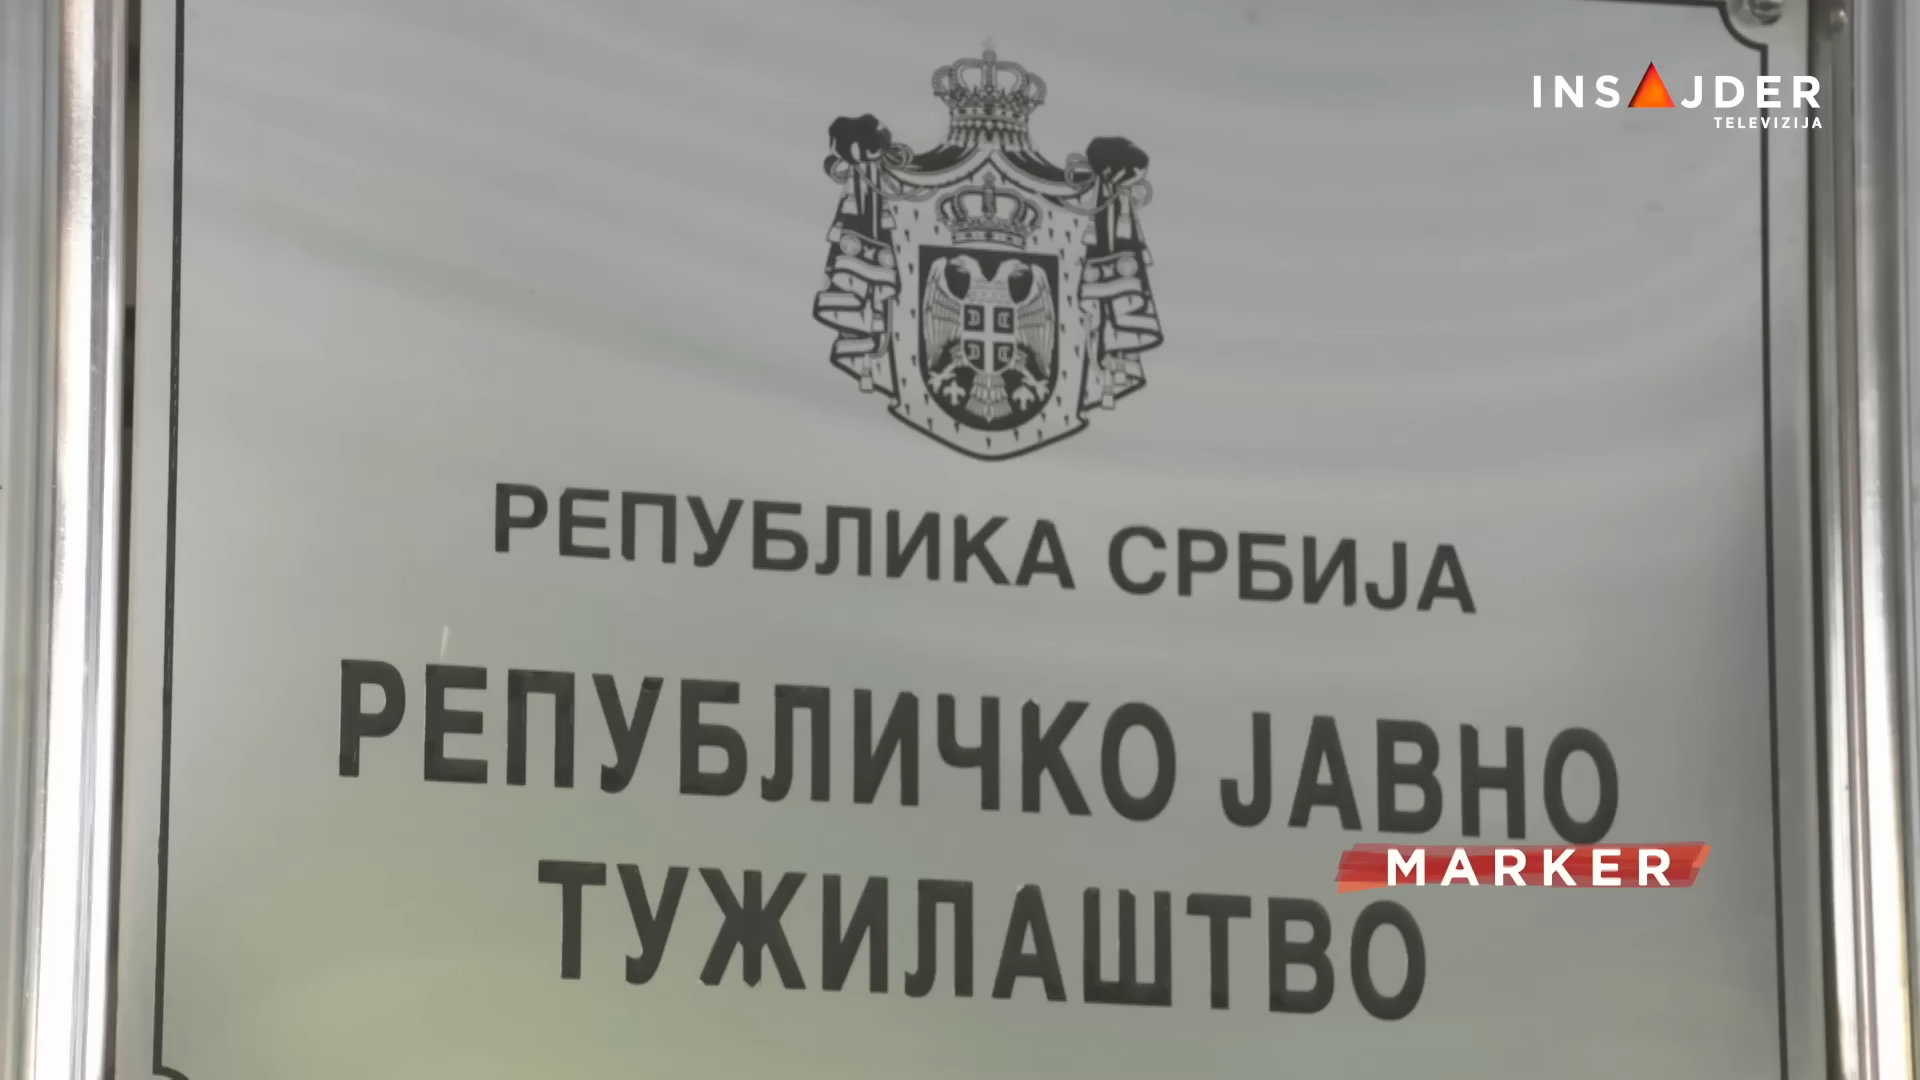 INSAJDER
TELEVIZIJA
РЕПУБЛИКА СРБИЈА
РЕПУБЛИЧКО ЈАВНО
MARKER
ТУЖИЛАШТВО